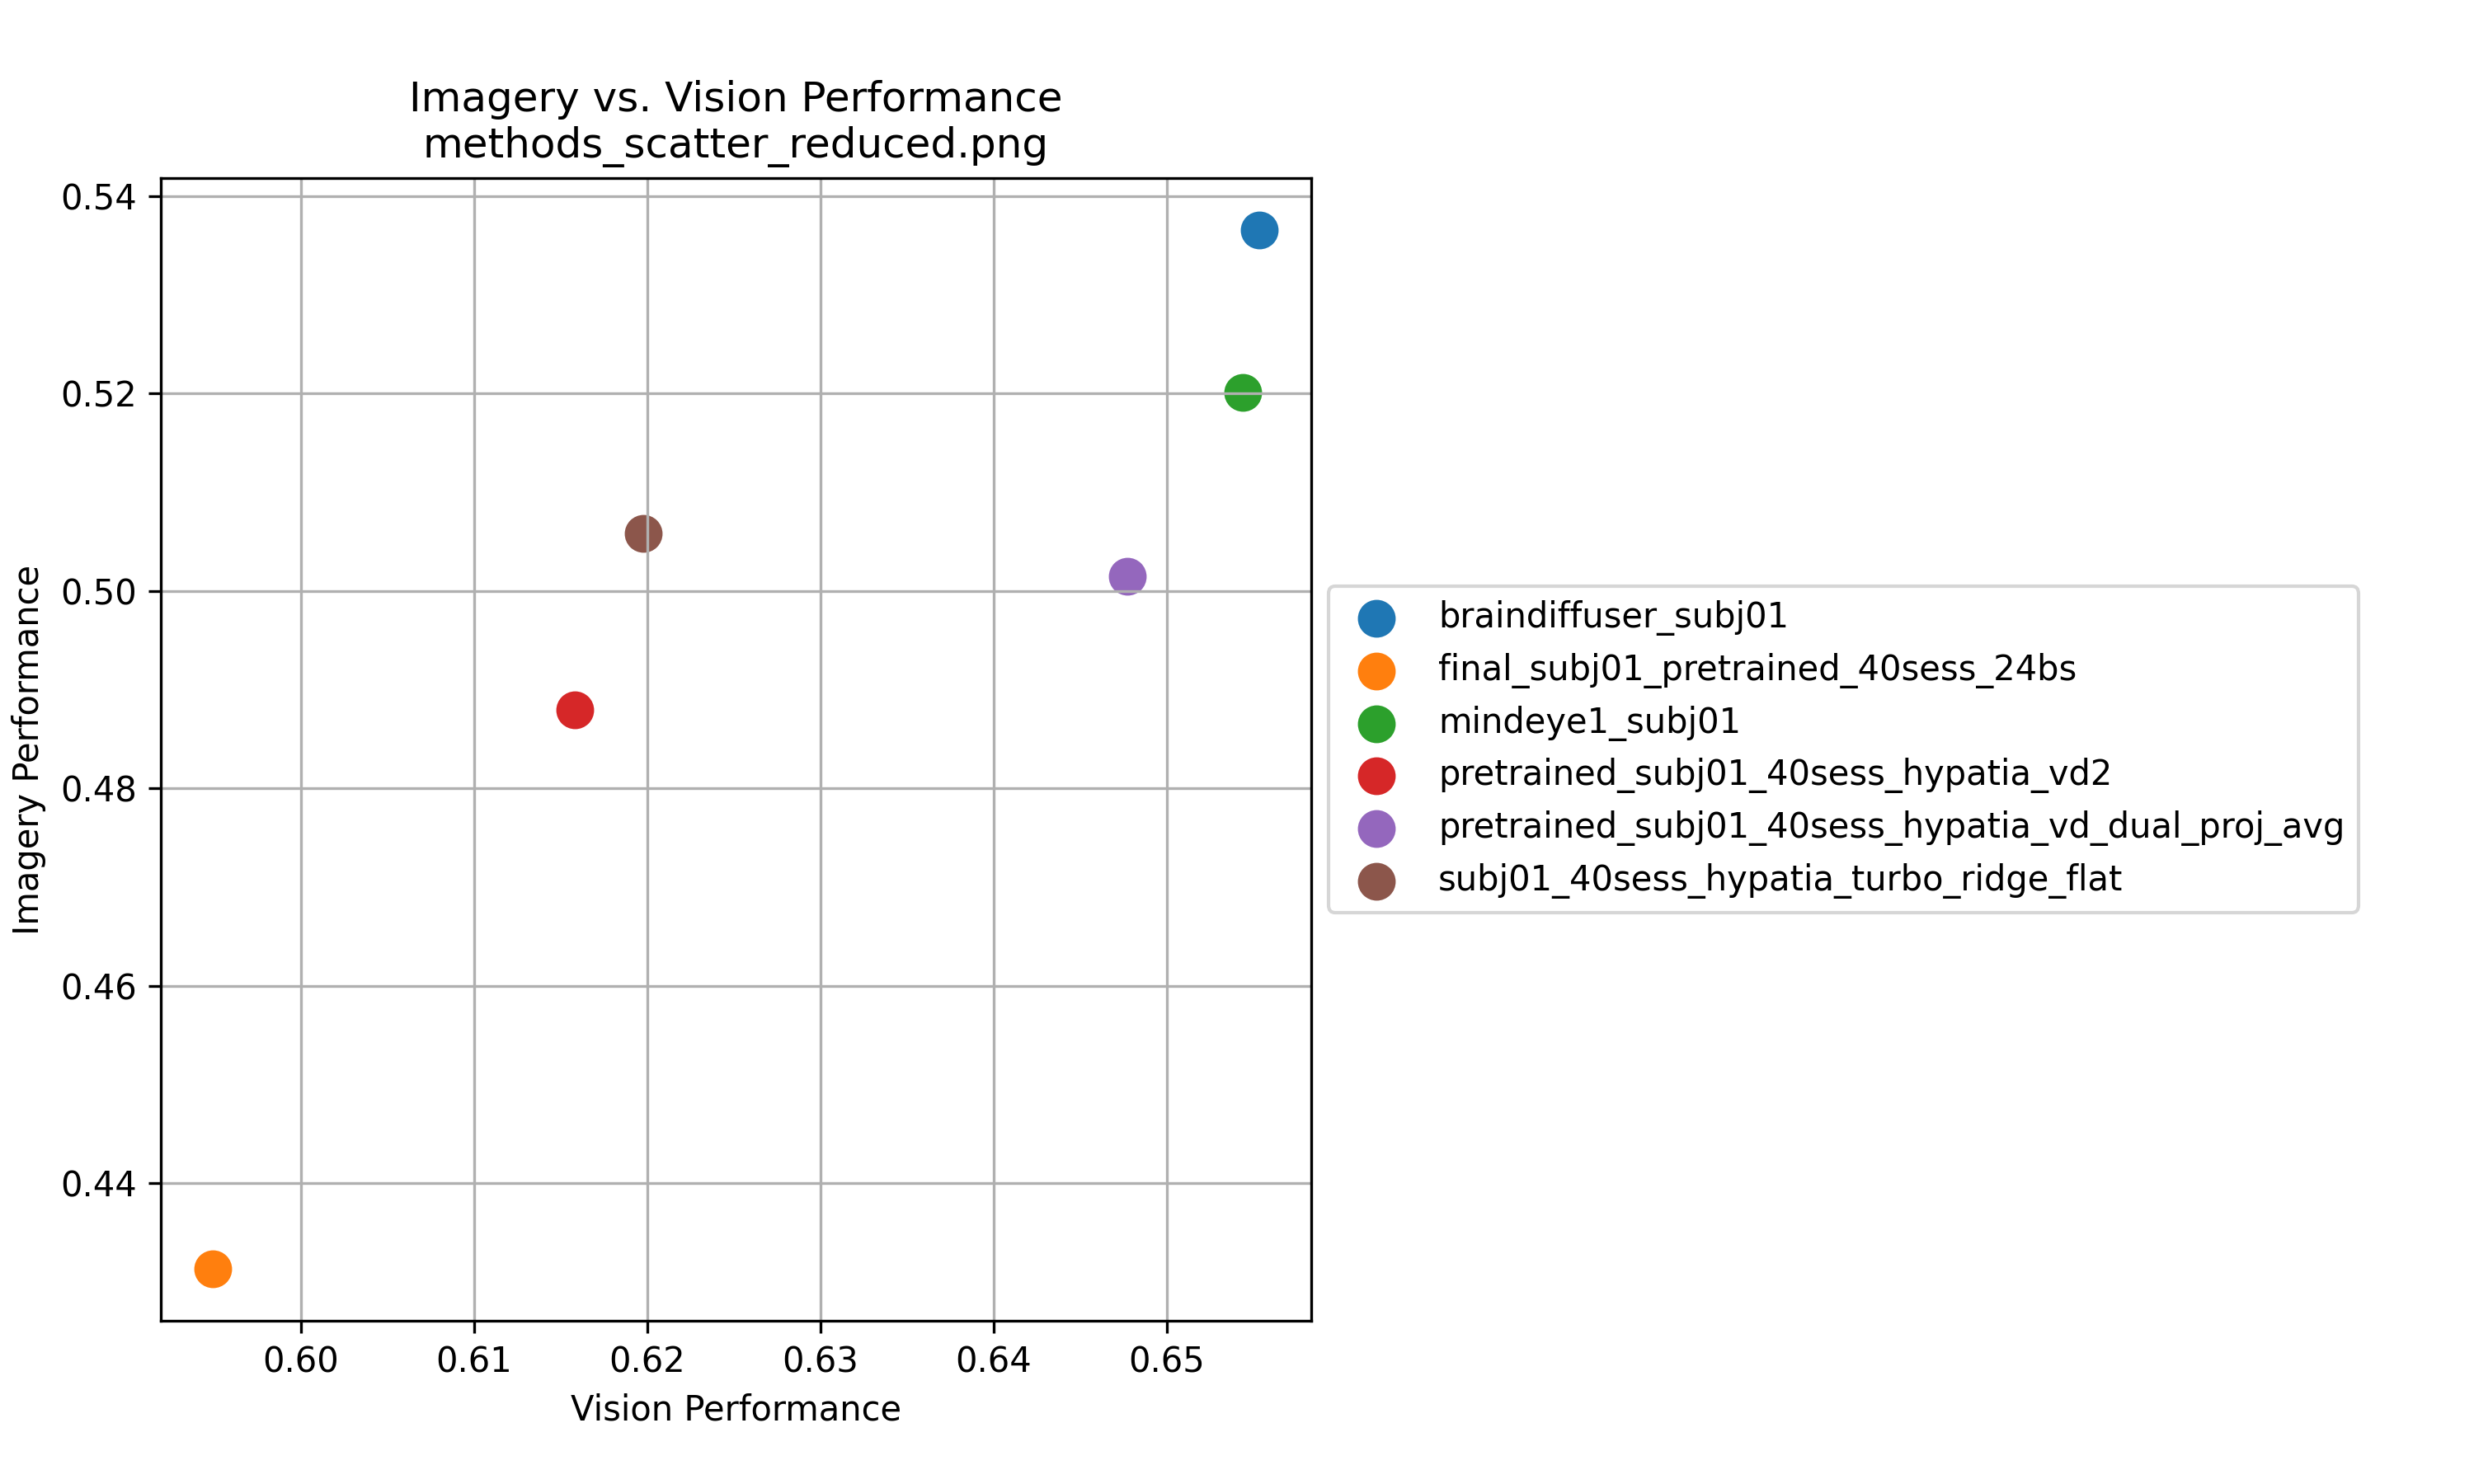 Imagery vs. Vision Performance
methods_scatter_reduced.png
0.54
0.52
0.50
0.48
0.46
0.44
Imagery Performance
0.60 0.61 0.62 0.63 0.64 0.65
Vision Performance
braindiffuser_subj01
final_subj01_pretrained_40sess_24bs
mindeye1_subj01
pretrained_subj01_40sess_hypatia_vd2
pretrained_subj01_40sess_hypatia_vd_dual_proj_avg
subj01_40sess_hypatia_turbo_ridge_flat